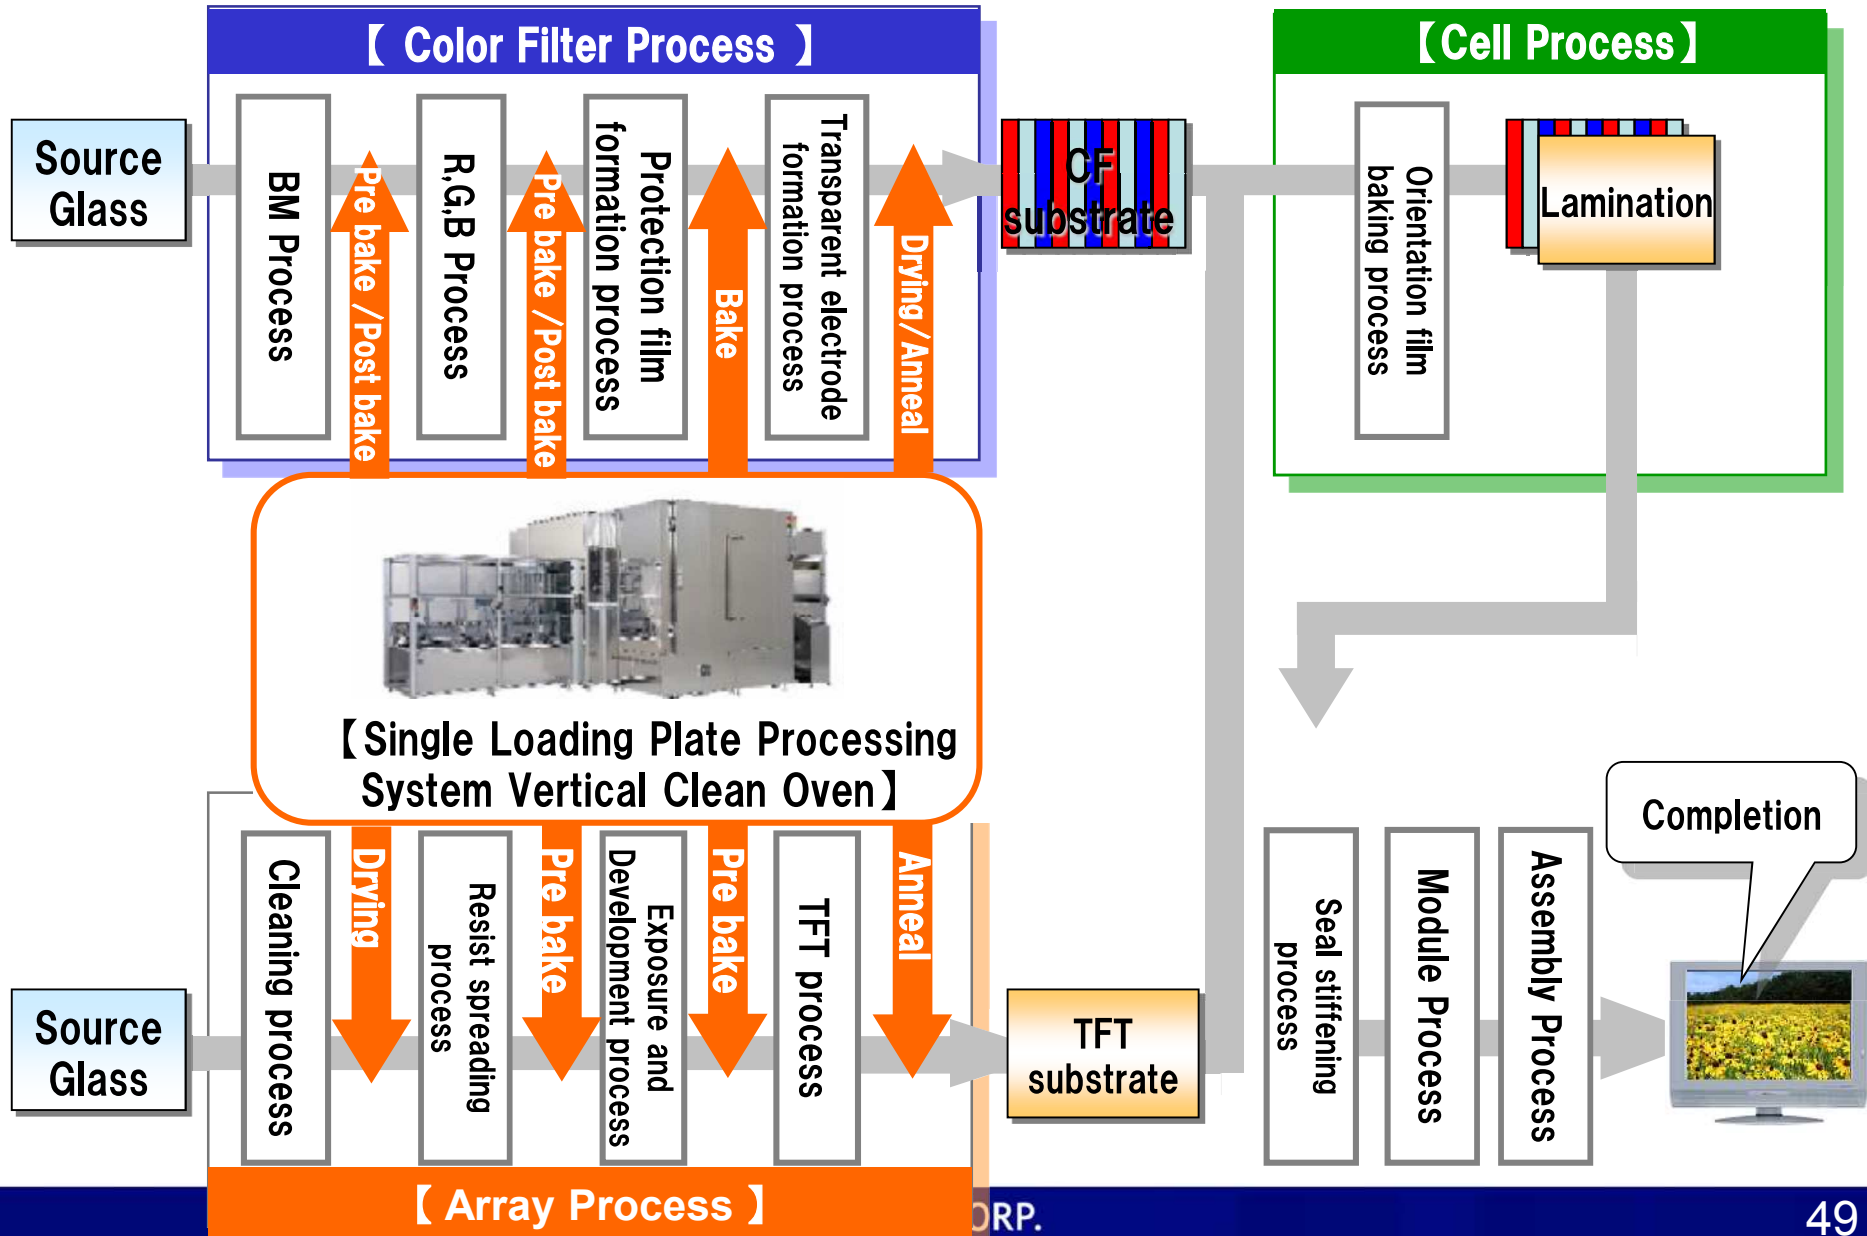 【 Color Filter Process 】
Source
Glass
BM Process
Pre bake /Post bake
R,G,B Process
Pre bake /Post bake
Protection film
formation process
Bake
Transparent electrode
formation process
Drying/Anneal
CF
substrate
【Cell Process】
Orientation film
baking process
Lamination
【Single Loading Plate Processing
System Vertical Clean Oven】
Source
Glass
Cleaning process
Drying
Resist spreading
process
Pre bake
Exposure and
Development process
Pre bake
TFT process
Anneal
TFT
substrate
【 Array Process 】
Seal stiffening
process
Module Process
Assembly Process
Completion
ORP.
49